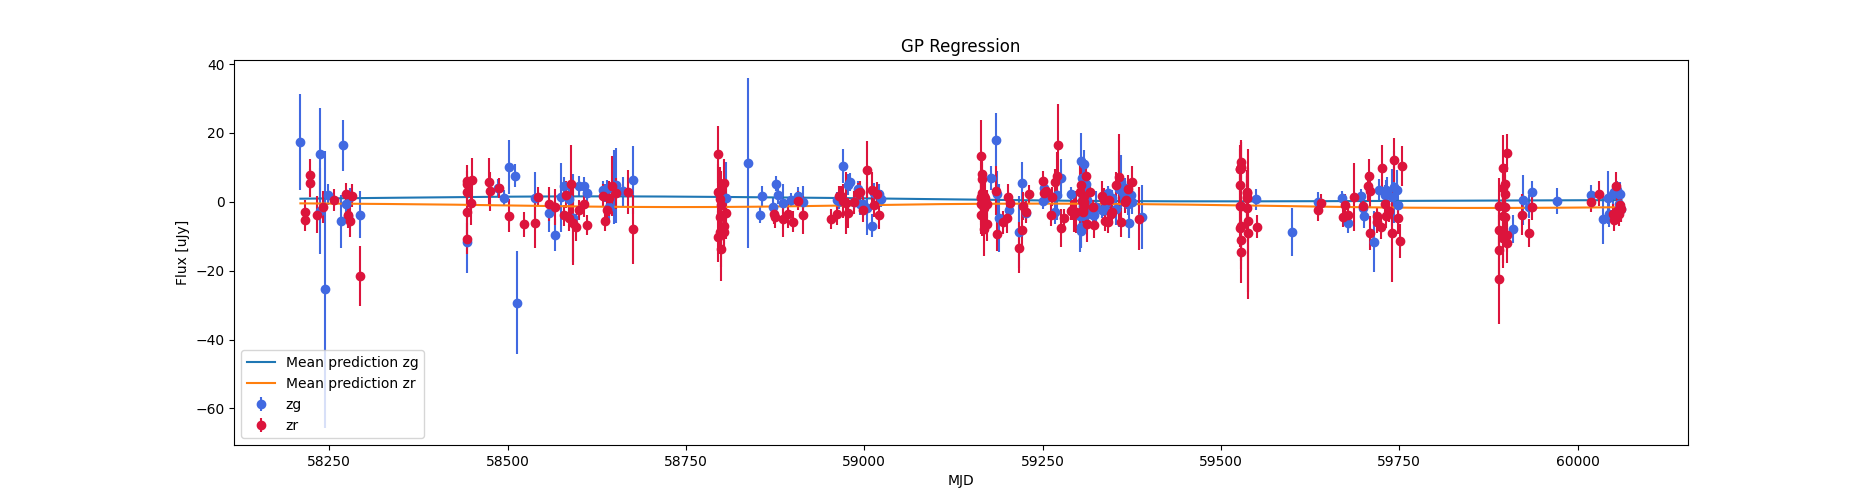 GP Regression
40
20
0
−20
−40
−60
Flux [uJy]
Mean prediction zg
Mean prediction zr
zg
zr
58250
58500
58750
59000
59250
59500
59750
60000
MJD